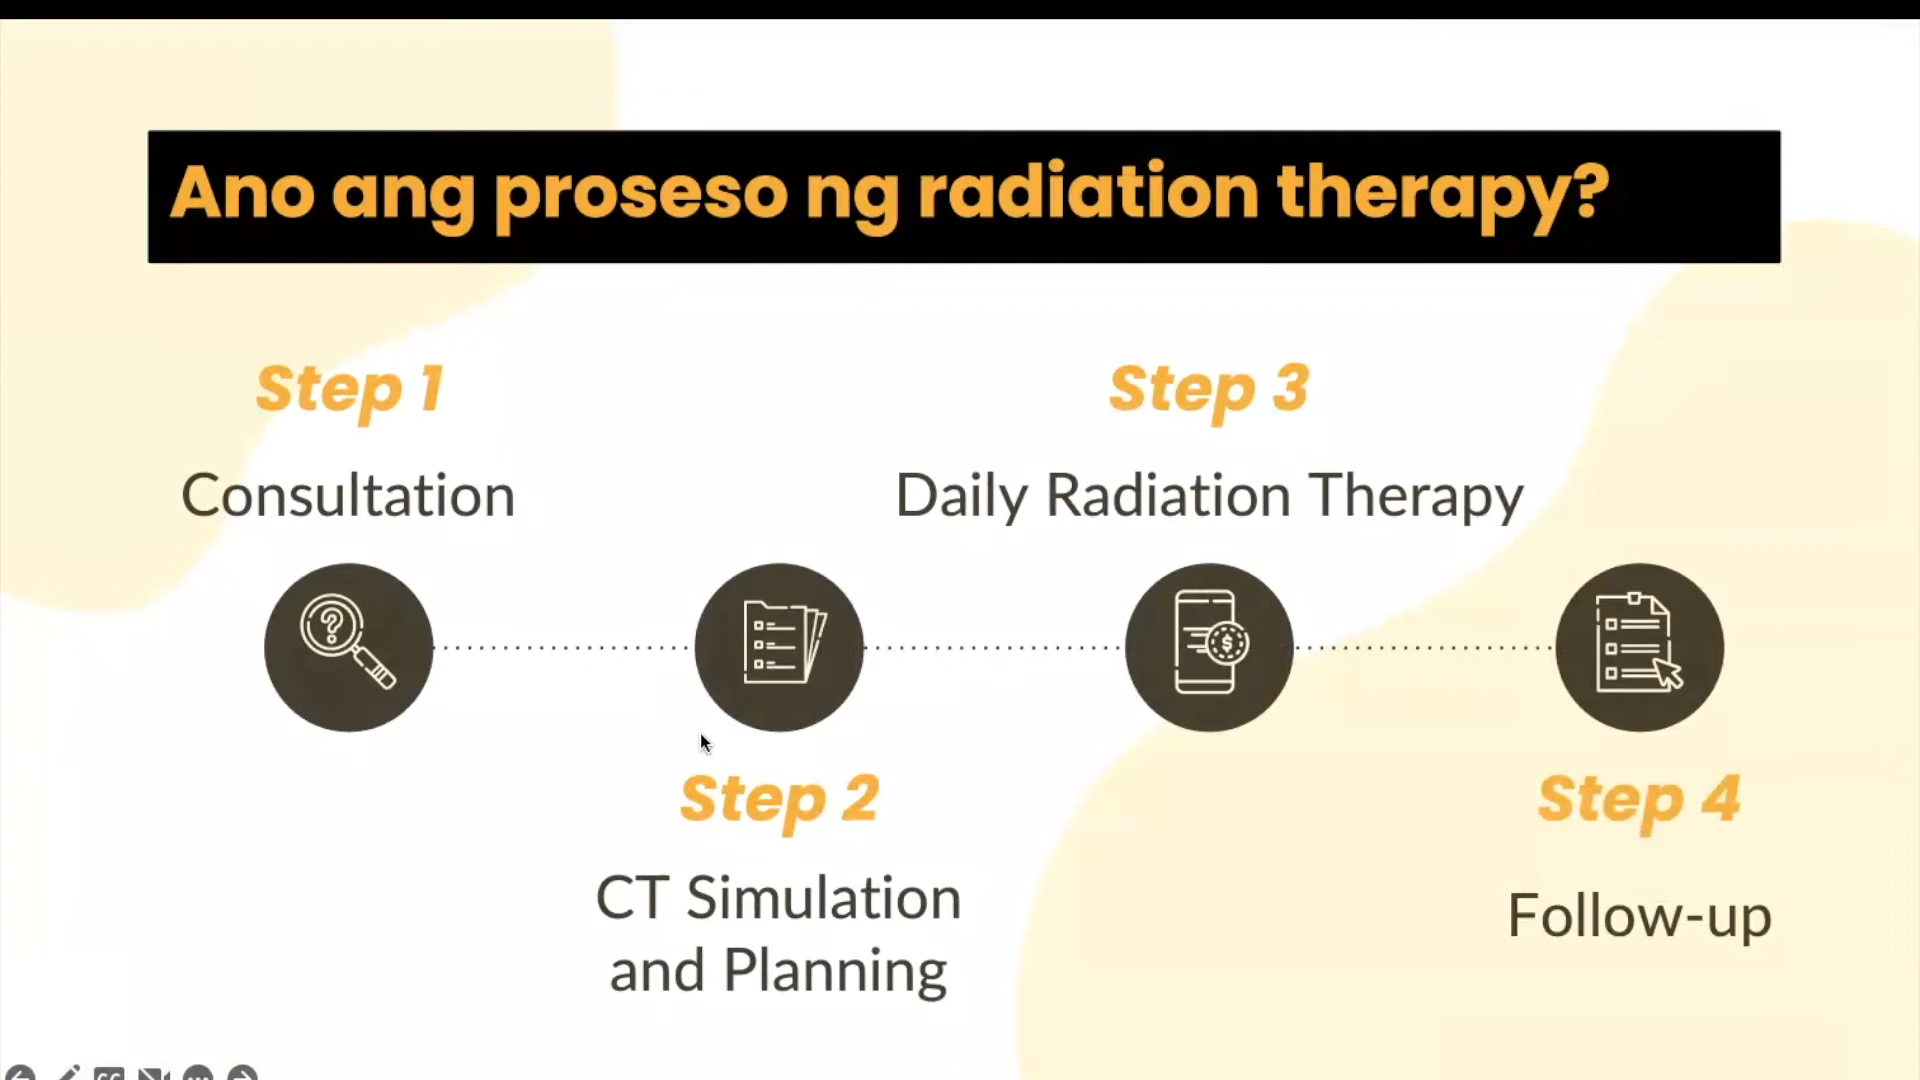 Ano ang proseso ng radiation therapy?
Step 1
Consultation
Step 2
CT Simulation
and Planning
Step 3
Daily Radiation Therapy
Step 4
Follow-up